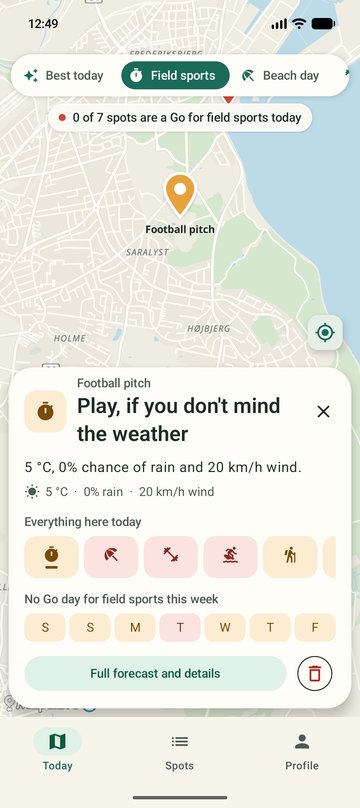 12:49
FREDERIKSBJERG
Best today
Field sports
Beach day
0 of 7 spots are a Go for field sports today
Football pitch
SARALYST
HØJBJERG
HOLME
Football pitch
Play, if you don't mind
the weather
5 °C, 0% chance of rain and 20 km/h wind.
5 °C · 0% rain · 20 km/h wind
Everything here today
No Go day for field sports this week
S S M T W T F
Full forecast and details
Today
Spots
Profile